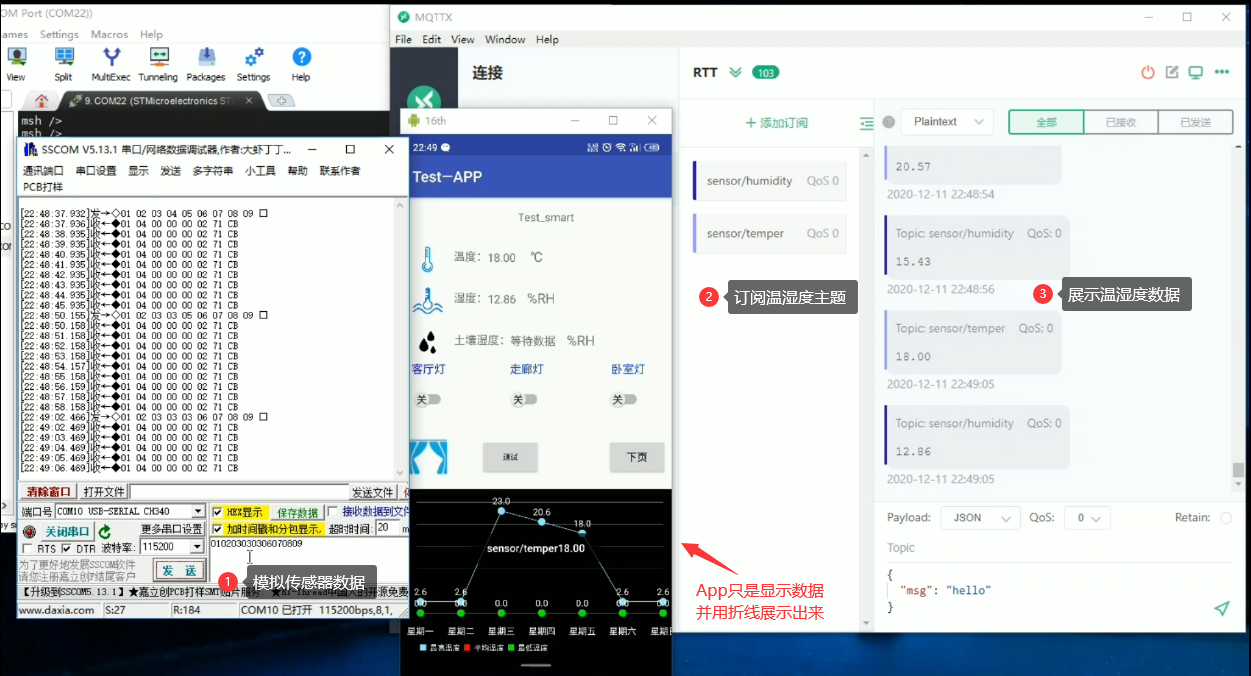 COM Port (COM22))
ames Settings Macros Help
View Split MultiExec Tunneling Packages Settings Help
9. COM22 (STMicroelectronics ST
msh />
msh />
SSCOM V5.13.1 串口/网络数据调试器,作者:大虾丁丁...
通讯端口 串口设置 显示 发送 多字符串 小工具 帮助 联系作者
PCB打样
[22:48:37.932]发→◇01 02 03 04 05 06 07 08 09 □
[22:48:37.936]收←◆01 04 00 00 00 02 71 CB
[22:48:38.935]收←◆01 04 00 00 00 02 71 CB
[22:48:39.935]收←◆01 04 00 00 00 02 71 CB
[22:48:40.935]收←◆01 04 00 00 00 02 71 CB
[22:48:41.935]收←◆01 04 00 00 00 02 71 CB
[22:48:42.935]收←◆01 04 00 00 00 02 71 CB
[22:48:43.935]收←◆01 04 00 00 00 02 71 CB
[22:48:44.935]收←◆01 04 00 00 00 02 71 CB
[22:48:45.935]收←◆01 04 00 00 00 02 71 CB
[22:48:50.155]发→◇01 02 03 03 05 06 07 08 09 □
[22:48:50.158]收←◆01 04 00 00 00 02 71 CB
[22:48:51.158]收←◆01 04 00 00 00 02 71 CB
[22:48:52.158]收←◆01 04 00 00 00 02 71 CB
[22:48:53.158]收←◆01 04 00 00 00 02 71 CB
[22:48:54.157]收←◆01 04 00 00 00 02 71 CB
[22:48:55.158]收←◆01 04 00 00 00 02 71 CB
[22:48:56.159]收←◆01 04 00 00 00 02 71 CB
[22:48:57.158]收←◆01 04 00 00 00 02 71 CB
[22:48:58.158]收←◆01 04 00 00 00 02 71 CB
[22:49:02.466]发→◇01 02 03 03 03 06 07 08 09 □
[22:49:02.469]收←◆01 04 00 00 00 02 71 CB
[22:49:03.469]收←◆01 04 00 00 00 02 71 CB
[22:49:04.469]收←◆01 04 00 00 00 02 71 CB
[22:49:05.469]收←◆01 04 00 00 00 02 71 CB
[22:49:06.469]收←◆01 04 00 00 00 02 71 CB
清除窗口 打开文件 发送文件
端口号 COM10 USB-SERIAL CH340 HEX显示 保存数据 接收数据到文件
关闭串口 更多串口设置 加时间戳和分包显示, 超时时间: 20 m
RTS DTR 波特率: 115200
010203030306070809
为了更好地发展SSCOM软件
请您注册嘉立创F结尾客户
发 送
1 模拟传感器数据
【升级到SSCOM5.13.1】★嘉立创PCB打样SMT贴片服务. ★RT-Thread中国人的开源免费
www.daxia.com S:27 R:184 COM10 已打开 115200bps,8,1,
16th
22:49
Test—APP
Test_smart
温度: 18.00 ℃
湿度: 12.86 %RH
土壤湿度: 等待数据 %RH
客厅灯 走廊灯 卧室灯
关 关 关
测试 下页
23.0
20.6
18.0
sensor/temper18.00
2.6 2.6 2.6 2.6
0.0 0.0 0.0 0.0 0.0 0.0 0.0
星期一 星期二 星期三 星期四 星期五 星期六 星期
最高温度 平均温度 最低温度
MQTTX
File Edit View Window Help
连接
RTT 103
添加订阅
sensor/humidity QoS 0
sensor/temper QoS 0
2 订阅温湿度主题
App只是显示数据
并用折线展示出来
Plaintext 全部 已接收 已发送
20.57
2020-12-11 22:48:54
Topic: sensor/humidity QoS: 0
15.43
2020-12-11 22:48:56
3 展示温湿度数据
Topic: sensor/temper QoS: 0
18.00
2020-12-11 22:49:05
Topic: sensor/humidity QoS: 0
12.86
2020-12-11 22:49:05
Payload: JSON QoS: 0 Retain:
Topic
{
"msg": "hello"
}